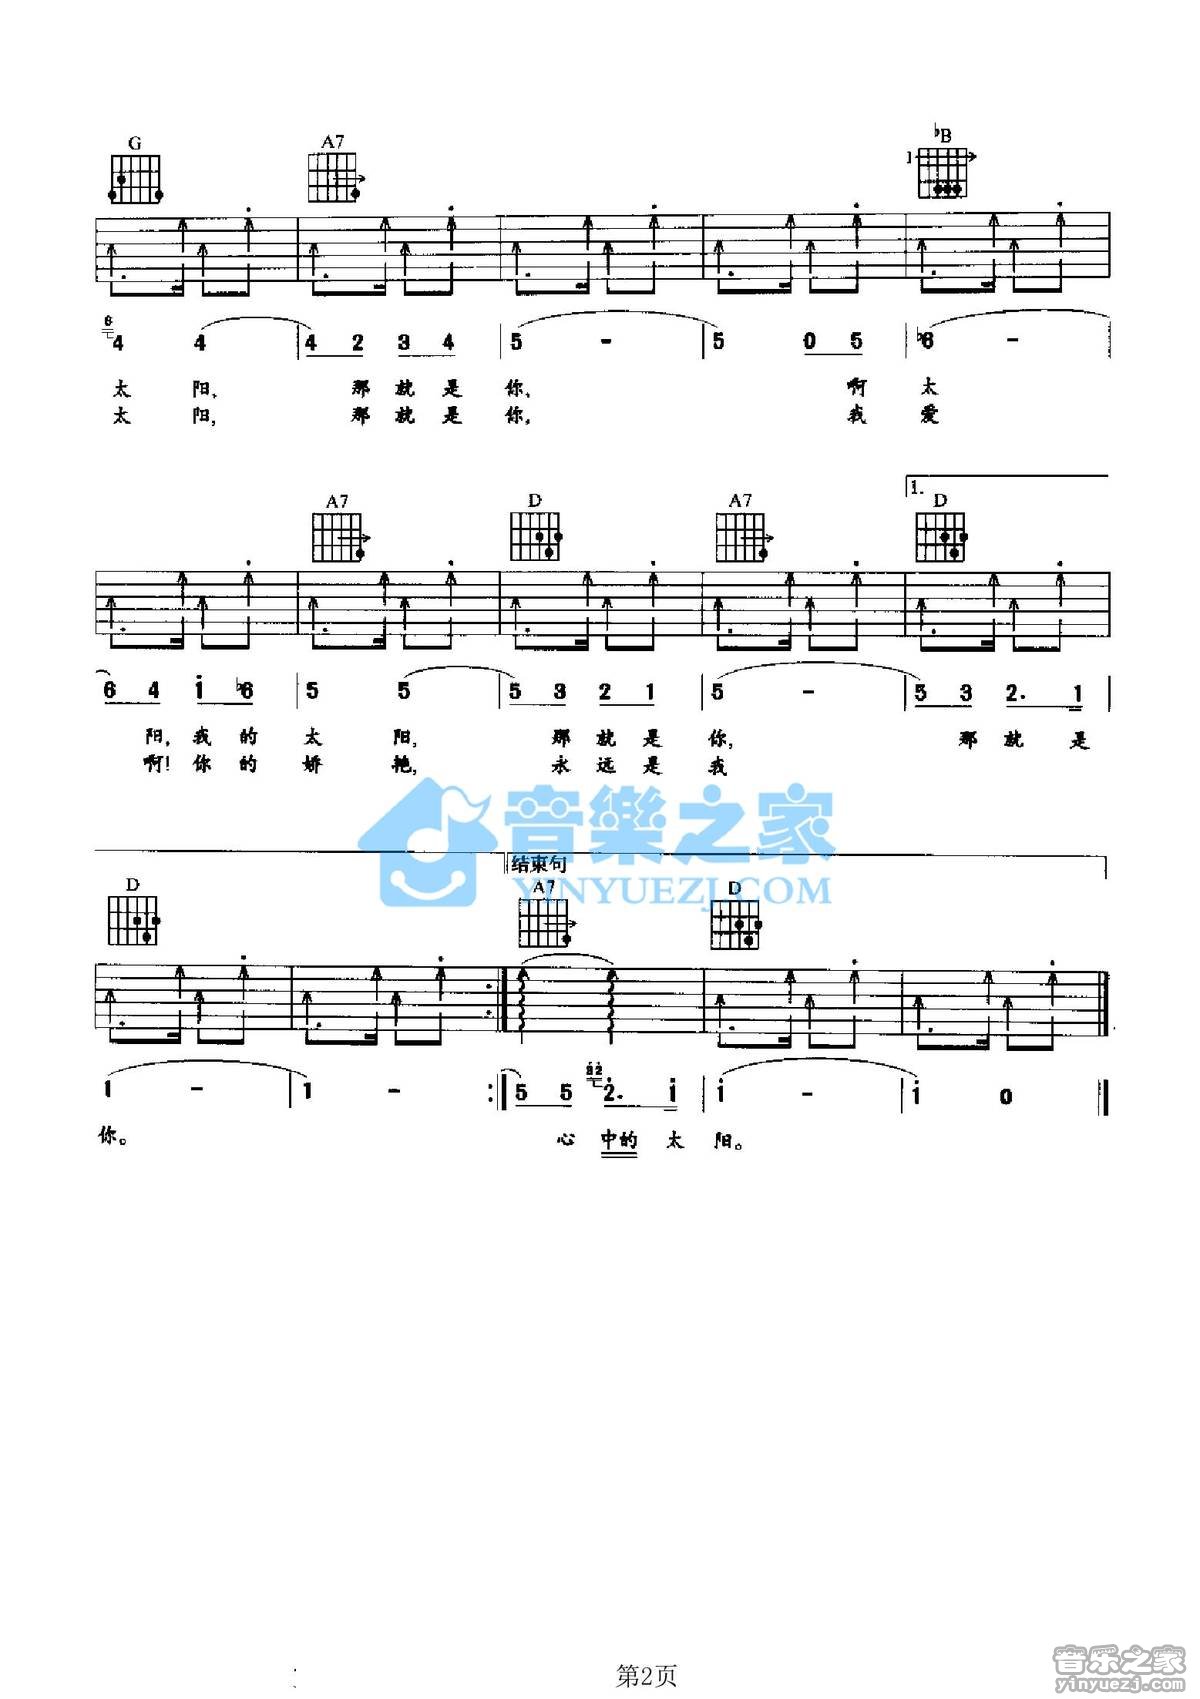 G A7 ♭B
1
6 4 4 | 4 2 3 4 | 5 - | 5 0 5 | ♭6 -
太 阳, 那 就 是 你, 啊 太
太 阳, 那 就 是 你, 我 爱
1.
A7 D A7 D
6 4 i ♭6 | 5 5 | 5 3 2 1 | 5 - | 5 3 2. 1
阳, 我 的 太 阳, 那 就 是 你, 那 就 是
啊! 你 的 娇 艳, 永 远 是 我
音樂之家
结束句
YINYUEZJ.COM
D A7 D
1 - | 1 - :| 5 5 2. i | i - | i 0
你。 心 中的 太 阳。
第2页
音乐之家
yinyuezj.com